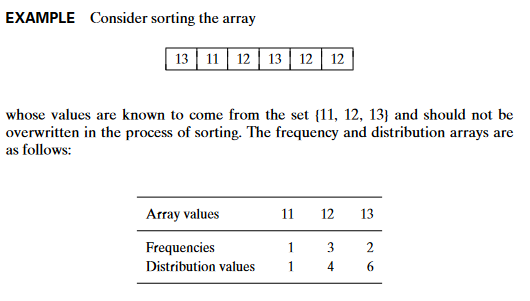 EXAMPLE Consider sorting the array
13 11 12 13 12 12
whose values are known to come from the set {11, 12, 13} and should not be
overwritten in the process of sorting. The frequency and distribution arrays are
as follows:
Array values 11 12 13
Frequencies 1 3 2
Distribution values 1 4 6